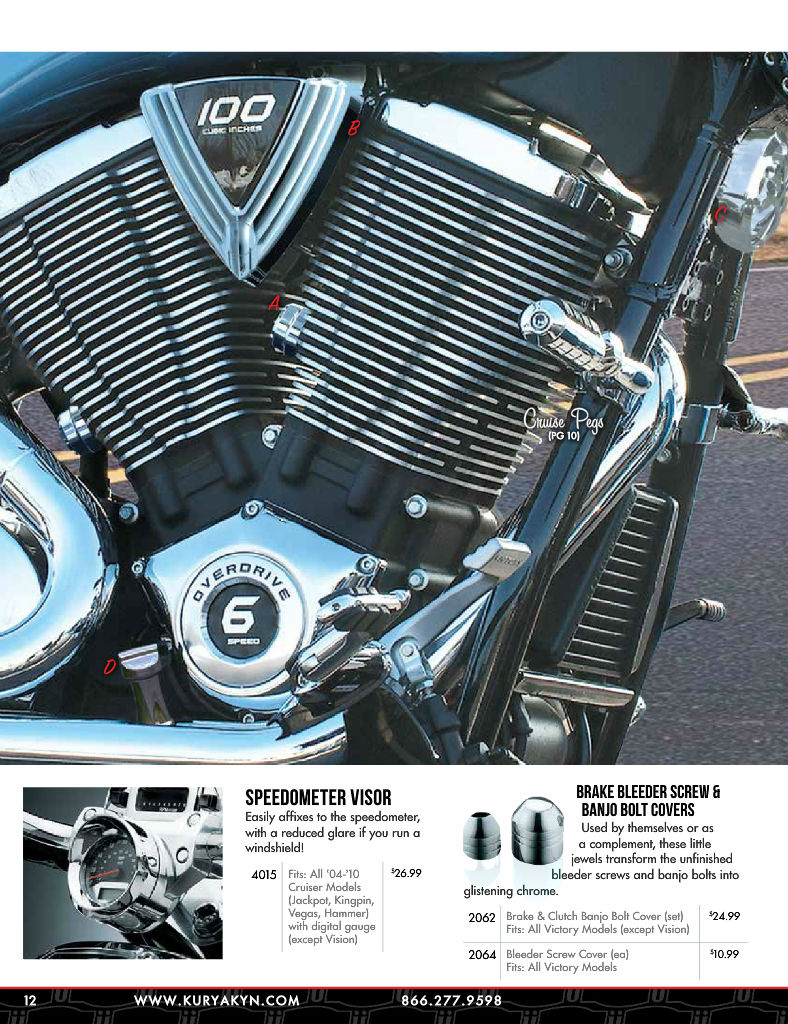 100
CUBIC INCHES
B
C
A
Cruise Pegs
(PG 10)
OVERDRIVE
6
SPEED
D
SPEEDOMETER VISOR
Easily affixes to the speedometer,
with a reduced glare if you run a
windshield!
4015 Fits: All '04-'10 $26.99
Cruiser Models
(Jackpot, Kingpin,
Vegas, Hammer)
with digital gauge
(except Vision)
BRAKE BLEEDER SCREW &
BANJO BOLT COVERS
Used by themselves or as
a complement, these little
jewels transform the unfinished
bleeder screws and banjo bolts into
glistening chrome.
2062 Brake & Clutch Banjo Bolt Cover (set) $24.99
Fits: All Victory Models (except Vision)
2064 Bleeder Screw Cover (ea) $10.99
Fits: All Victory Models
12 WWW.KURYAKYN.COM 866.277.9598